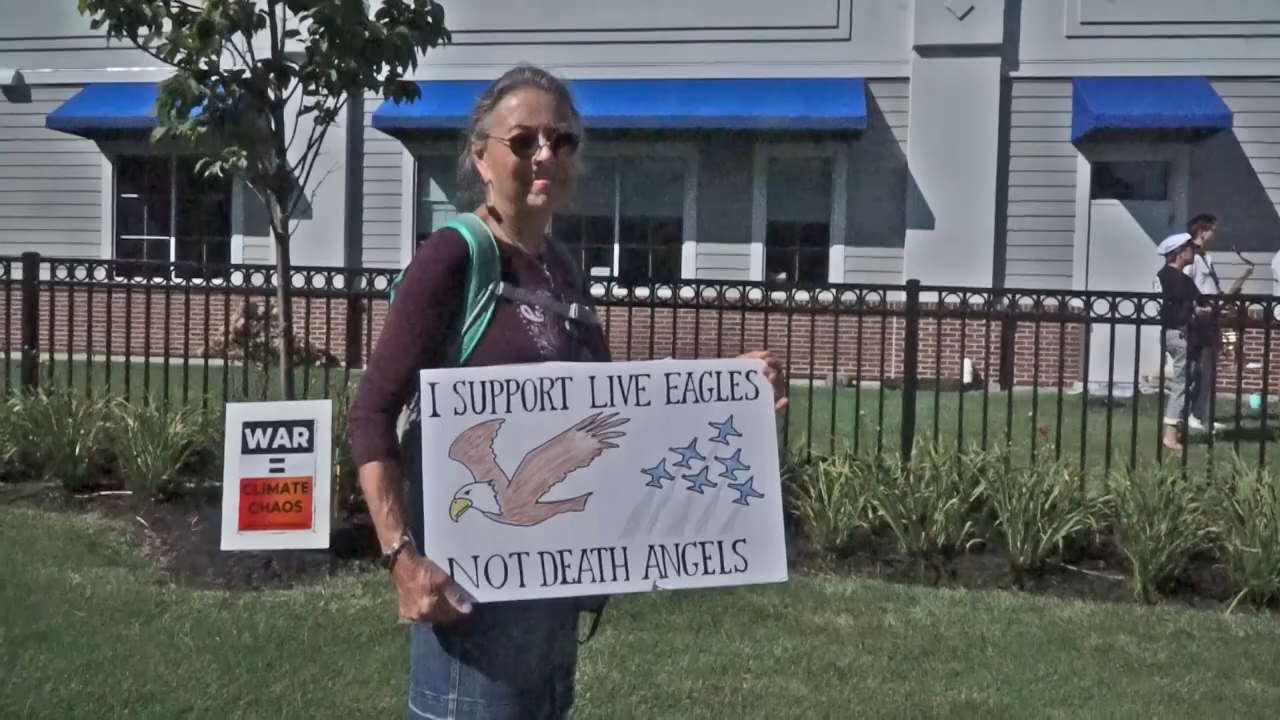 I SUPPORT LIVE EAGLES
NOT DEATH ANGELS
WAR
=
CLIMATE
CHAOS